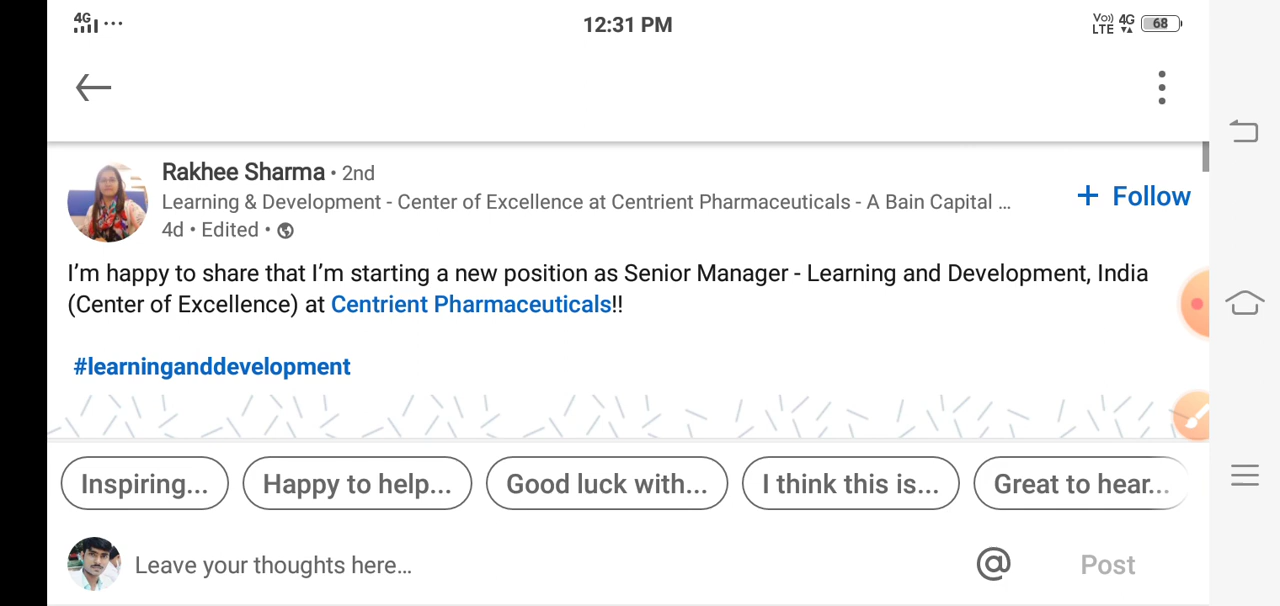 4G 12:31 PM Vo)) LTE 4G 68
Rakhee Sharma • 2nd
Learning & Development - Center of Excellence at Centrient Pharmaceuticals - A Bain Capital ...
+ Follow
4d • Edited •
I'm happy to share that I'm starting a new position as Senior Manager - Learning and Development, India
(Center of Excellence) at Centrient Pharmaceuticals!!
#learninganddevelopment
Inspiring... Happy to help... Good luck with... I think this is... Great to hear...
Leave your thoughts here... @ Post